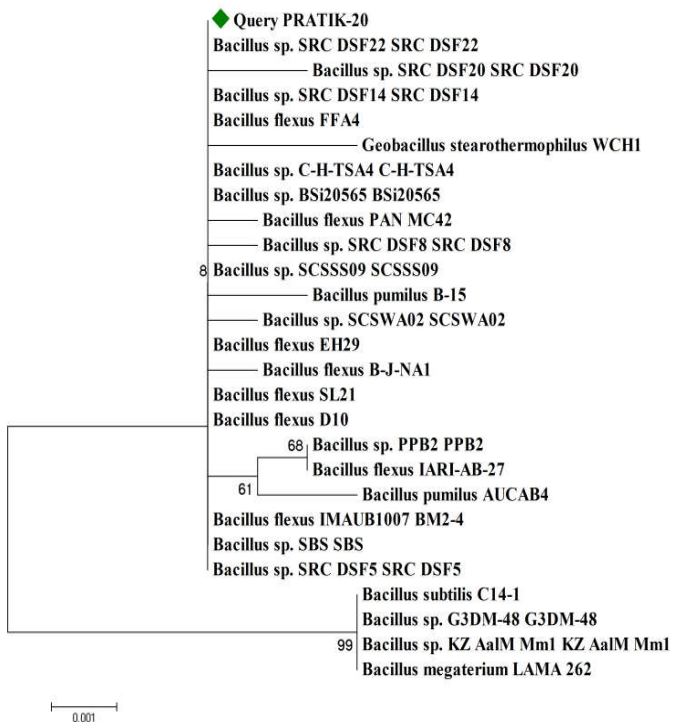 Query PRATIK-20
Bacillus sp. SRC DSF22 SRC DSF22
Bacillus sp. SRC DSF20 SRC DSF20
Bacillus sp. SRC DSF14 SRC DSF14
Bacillus flexus FFA4
Geobacillus stearothermophilus WCH1
Bacillus sp. C-H-TSA4 C-H-TSA4
Bacillus sp. BSi20565 BSi20565
Bacillus flexus PAN MC42
Bacillus sp. SRC DSF8 SRC DSF8
8 Bacillus sp. SCSSS09 SCSSS09
Bacillus pumilus B-15
Bacillus sp. SCSWA02 SCSWA02
Bacillus flexus EH29
Bacillus flexus B-J-NA1
Bacillus flexus SL21
Bacillus flexus D10
68 Bacillus sp. PPB2 PPB2
Bacillus flexus IARI-AB-27
61 Bacillus pumilus AUCAB4
Bacillus flexus IMAUB1007 BM2-4
Bacillus sp. SBS SBS
Bacillus sp. SRC DSF5 SRC DSF5
Bacillus subtilis C14-1
Bacillus sp. G3DM-48 G3DM-48
99 Bacillus sp. KZ AalM Mm1 KZ AalM Mm1
Bacillus megaterium LAMA 262
0.001